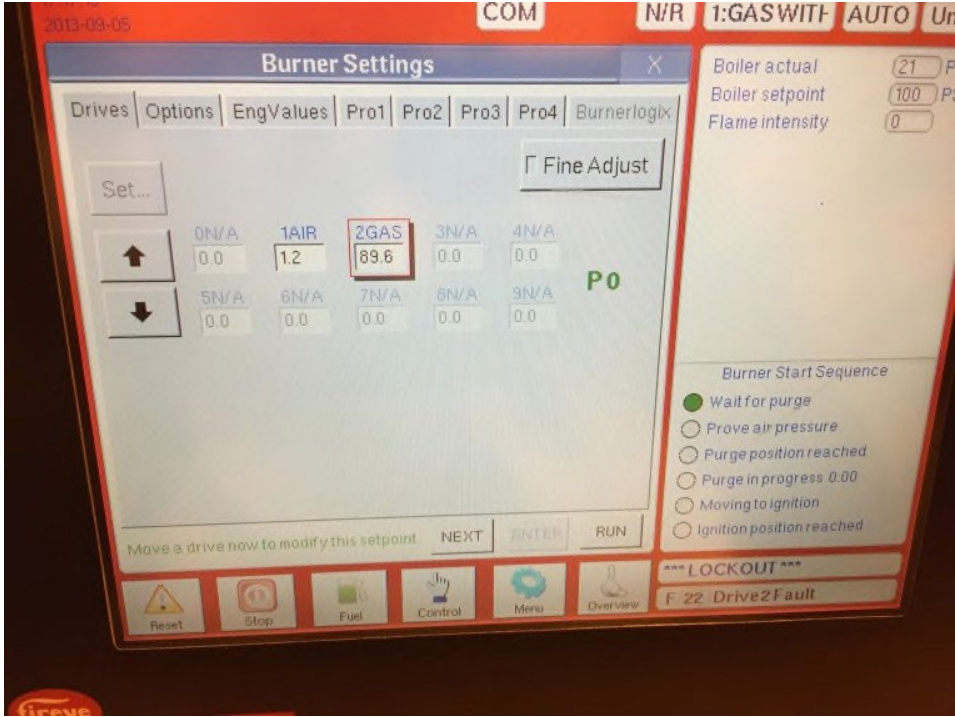 2013-09-05
COM
N/R
1:GASWITH
AUTO
Burner Settings
X
Drives
Options
EngValues
Pro1
Pro2
Pro3
Pro4
Burnerlogix
Fine Adjust
Set...
0N/A
1AIR
2GAS
3N/A
4N/A
0.0
1.2
89.6
0.0
0.0
P0
5N/A
6N/A
7N/A
8N/A
9N/A
0.0
0.0
0.0
0.0
0.0
Move a drive now to modify this setpoint
NEXT
ENTER
RUN
Reset
Stop
Fuel
Control
Menu
Overview
Boiler actual 21
Boiler setpoint 100
Flame intensity 0
Burner Start Sequence
Wait for purge
Prove air pressure
Purge position reached
Purge in progress 0:00
Moving to ignition
Ignition position reached
***LOCKOUT***
F 22 Drive2Fault
fireye